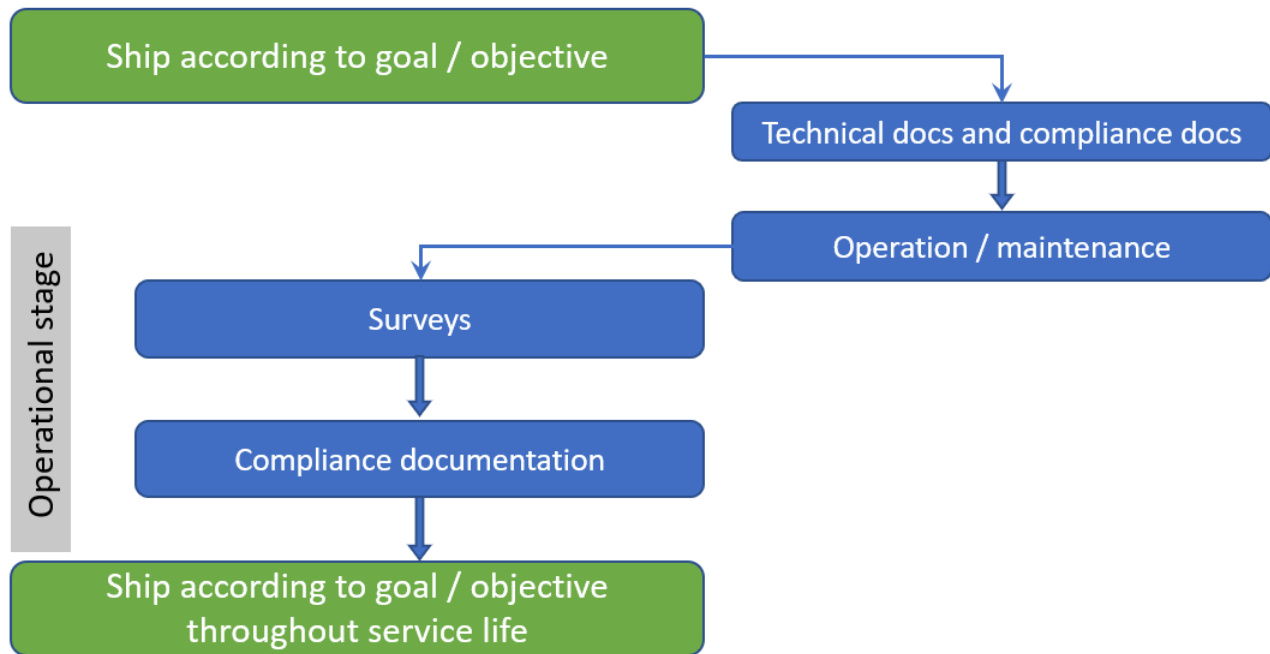 Ship according to goal / objective
Technical docs and compliance docs
Operation / maintenance
Operational stage
Surveys
Compliance documentation
Ship according to goal / objective
throughout service life